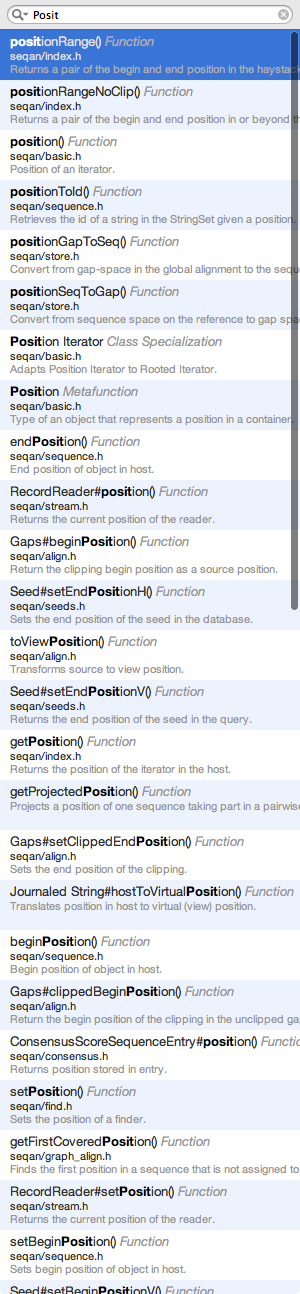 Posit
positionRange() Function
seqan/index.h
Returns a pair of the begin and end position in the haystack
positionRangeNoClip() Function
seqan/index.h
Returns a pair of the begin and end position in or beyond th
position() Function
seqan/basic.h
Position of an iterator.
positionToId() Function
seqan/sequence.h
Retrieves the id of a string in the StringSet given a position.
positionGapToSeq() Function
seqan/store.h
Convert from gap-space in the global alignment to the sequ
positionSeqToGap() Function
seqan/store.h
Convert from sequence space on the reference to gap spac
Position Iterator Class Specialization
seqan/basic.h
Adapts Position Iterator to Rooted Iterator.
Position Metafunction
seqan/basic.h
Type of an object that represents a position in a container.
endPosition() Function
seqan/sequence.h
End position of object in host.
RecordReader#position() Function
seqan/stream.h
Returns the current position of the reader.
Gaps#beginPosition() Function
seqan/align.h
Return the clipping begin position as a source position.
Seed#setEndPositionH() Function
seqan/seeds.h
Sets the end position of the seed in the database.
toViewPosition() Function
seqan/align.h
Transforms source to view position.
Seed#setEndPositionV() Function
seqan/seeds.h
Returns the end position of the seed in the query.
getPosition() Function
seqan/index.h
Returns the position of the iterator in the host.
getProjectedPosition() Function
Projects a position of one sequence taking part in a pairwis
Gaps#setClippedEndPosition() Function
seqan/align.h
Sets the end position of the clipping.
Journaled String#hostToVirtualPosition() Function
Translates position in host to virtual (view) position.
beginPosition() Function
seqan/sequence.h
Begin position of object in host.
Gaps#clippedBeginPosition() Function
seqan/align.h
Return the begin position of the clipping in the unclipped ga
ConsensusScoreSequenceEntry#position() Functio
seqan/consensus.h
Returns position stored in entry.
setPosition() Function
seqan/find.h
Sets the position of a finder.
getFirstCoveredPosition() Function
seqan/graph_align.h
Finds the first position in a sequence that is not assigned to
RecordReader#setPosition() Function
seqan/stream.h
Returns the current position of the reader.
setBeginPosition() Function
seqan/sequence.h
Sets begin position of object in host.
Seed#setBeginPositionV() Function